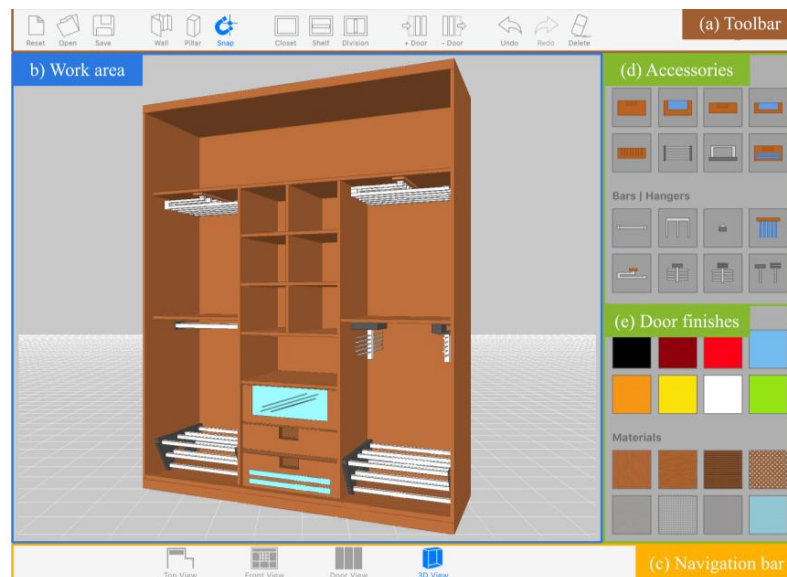 (a) Toolbar
Reset Open Save Wall Pillar Snap Closet Shelf Division + Door - Door Undo Redo Delete
b) Work area
(d) Accessories
Bars | Hangers
(e) Door finishes
Materials
(c) Navigation bar
Top View Front View Door View 3D View